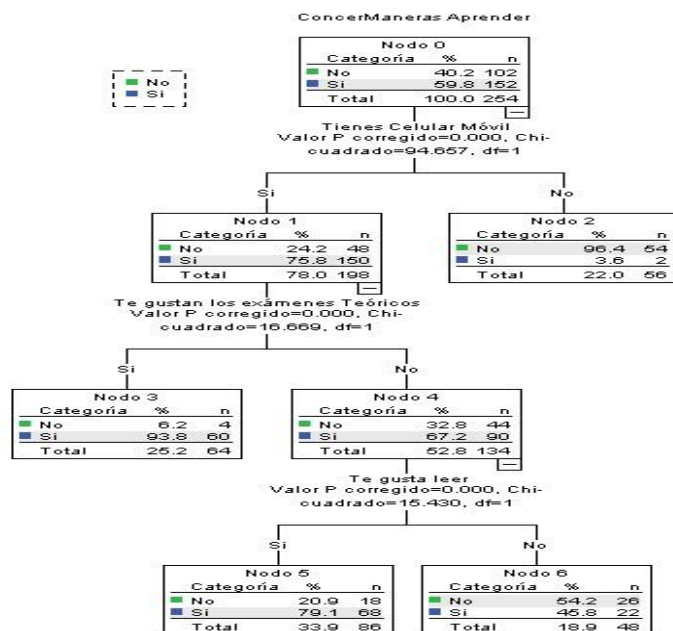 ConcerManeras Aprender
No
Si
Nodo 0
Categoría % n
No 40.2 102
Si 59.8 152
Total 100.0 254
Tienes Celular Móvil
Valor P corregido=0.000, Chi-
cuadrado=94.657, df=1
Si
No
Nodo 1
Categoría % n
No 24.2 48
Si 75.8 150
Total 78.0 198
Nodo 2
Categoría % n
No 96.4 54
Si 3.6 2
Total 22.0 56
Te gustan los exámenes Teóricos
Valor P corregido=0.000, Chi-
cuadrado=16.669, df=1
Si
No
Nodo 3
Categoría % n
No 6.2 4
Si 93.8 60
Total 25.2 64
Nodo 4
Categoría % n
No 32.8 44
Si 67.2 90
Total 52.8 134
Te gusta leer
Valor P corregido=0.000, Chi-
cuadrado=15.430, df=1
Si
No
Nodo 5
Categoría % n
No 20.9 18
Si 79.1 68
Total 33.9 86
Nodo 6
Categoría % n
No 54.2 26
Si 45.8 22
Total 18.9 48